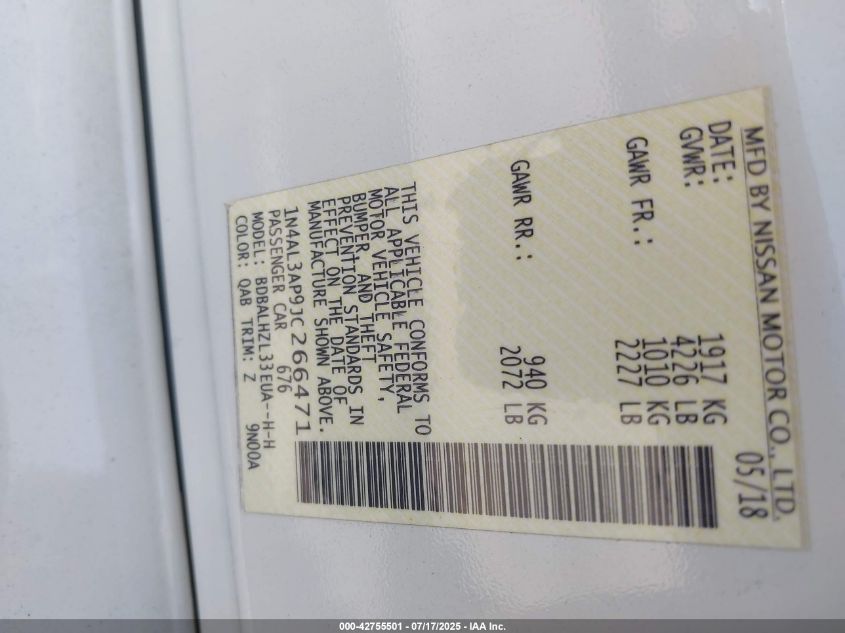 MFD BY NISSAN MOTOR CO., LTD.
DATE: 05/18
GVWR: 1917 KG
4226 LB
GAWR FR.: 1010 KG
2227 LB
GAWR RR.: 940 KG
2072 LB
THIS VEHICLE CONFORMS TO
ALL APPLICABLE FEDERAL
MOTOR VEHICLE SAFETY,
BUMPER, AND THEFT
PREVENTION STANDARDS IN
EFFECT ON THE DATE OF
MANUFACTURE SHOWN ABOVE.
1N4AL3AP9JC266471
PASSENGER CAR 676
MODEL: BDBALHZL33EUA--H-H
COLOR: QAB TRIM: Z 9N00A
000-42755501 - 07/17/2025 - IAA Inc.